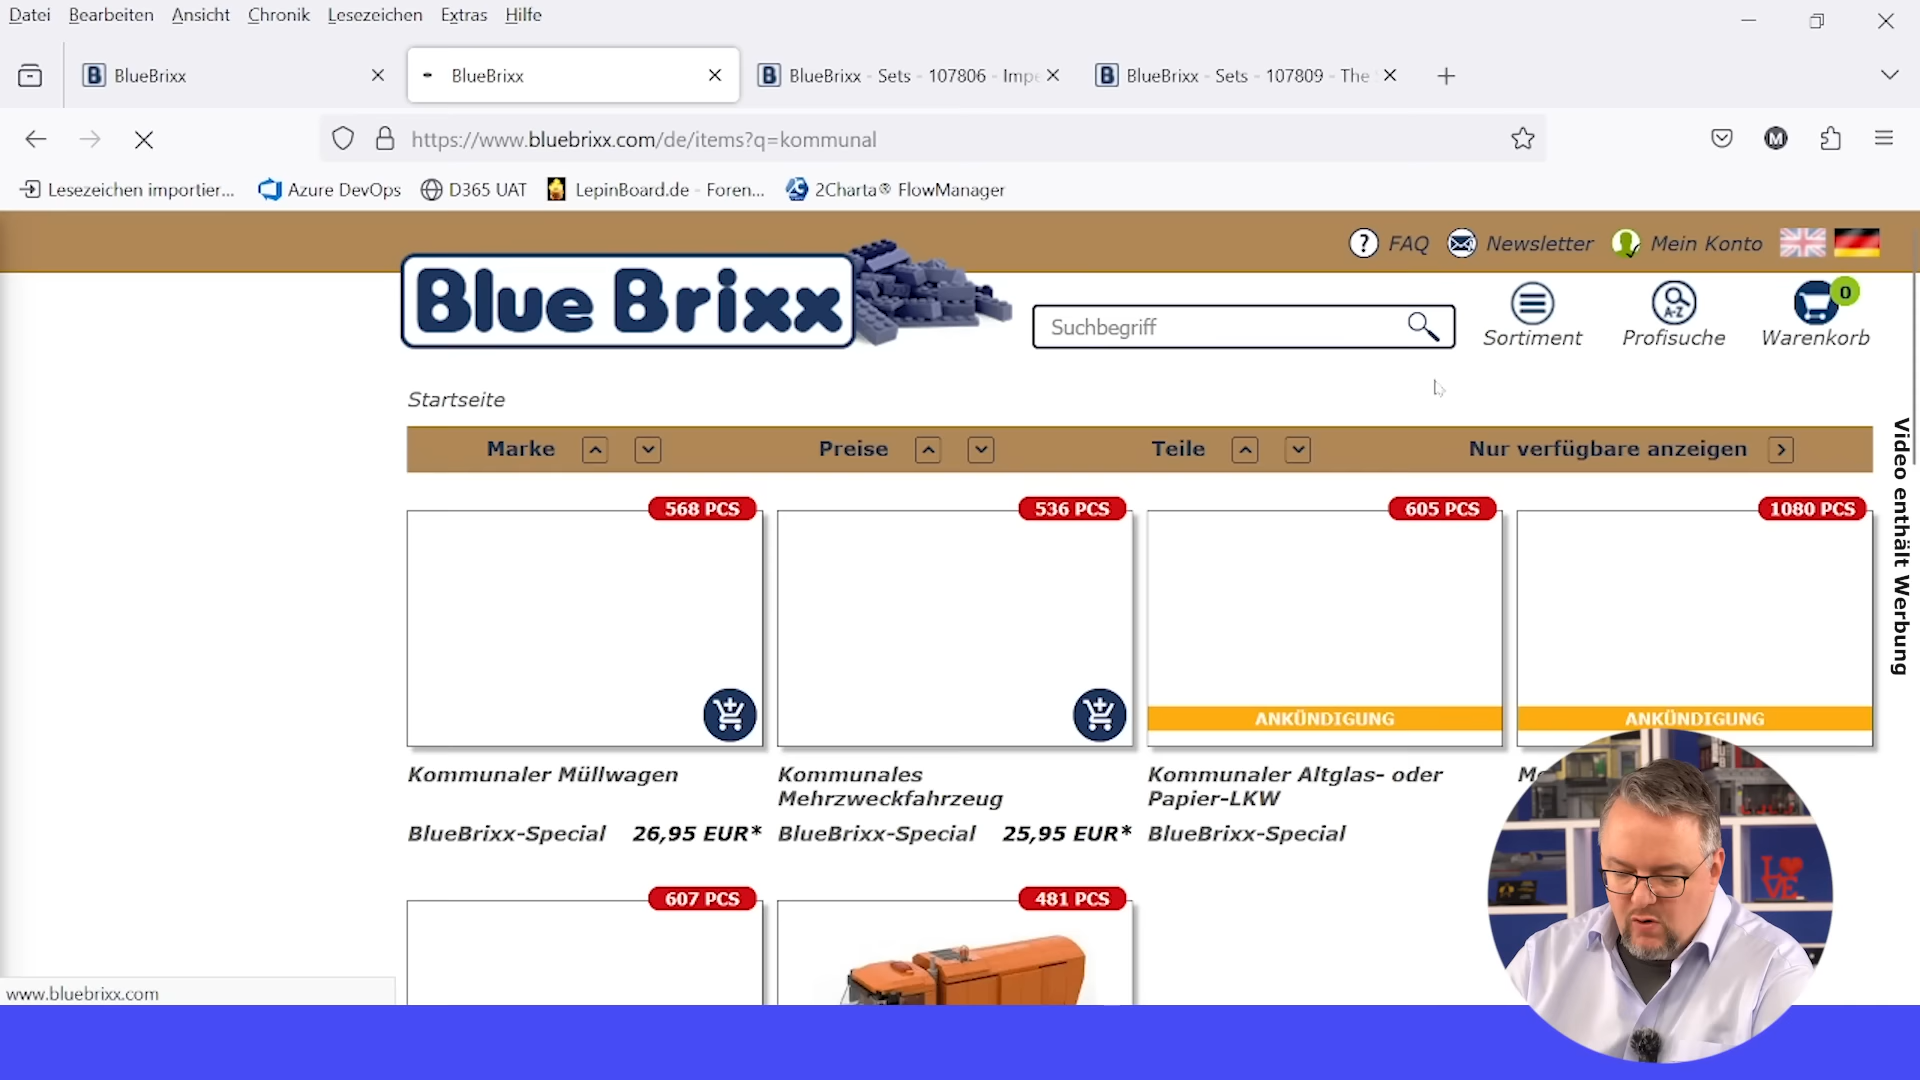 Datei Bearbeiten Ansicht Chronik Lesezeichen Extras Hilfe
BlueBrixx
BlueBrixx
BlueBrixx - Sets - 107806 - Impe
BlueBrixx - Sets - 107809 - The
https://www.bluebrixx.com/de/items?q=kommunal
Lesezeichen importier...
Azure DevOps
D365 UAT
LepinBoard.de - Foren...
2Charta® FlowManager
? FAQ Newsletter Mein Konto
Blue Brixx
Suchbegriff
Sortiment
A-Z
Profisuche
0
Warenkorb
Startseite
Marke Preise Teile Nur verfügbare anzeigen
568 PCS
Kommunaler Müllwagen
BlueBrixx-Special 26,95 EUR*
536 PCS
Kommunales
Mehrzweckfahrzeug
BlueBrixx-Special 25,95 EUR*
605 PCS
ANKÜNDIGUNG
Kommunaler Altglas- oder
Papier-LKW
BlueBrixx-Special
1080 PCS
ANKÜNDIGUNG
607 PCS
481 PCS
Video enthält Werbung
LOVE
www.bluebrixx.com